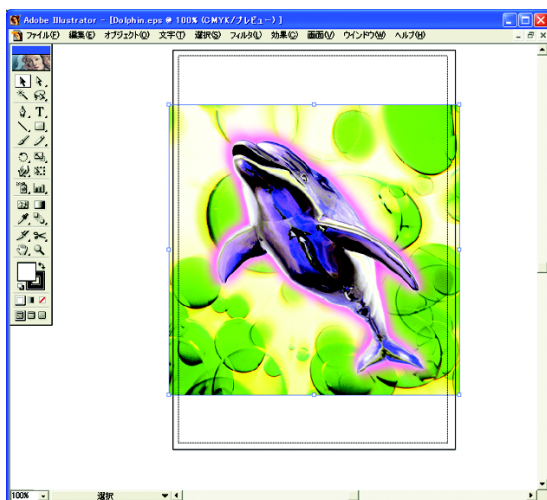 Adobe Illustrator - [Dolphin.eps @ 100% (CMYK/プレビュー) ]
ファイル(F) 編集(E) オブジェクト(O) 文字(T) 選択(S) フィルタ(L) 効果(C) 画面(V) ウインドウ(W) ヘルプ(H)
100% 選択